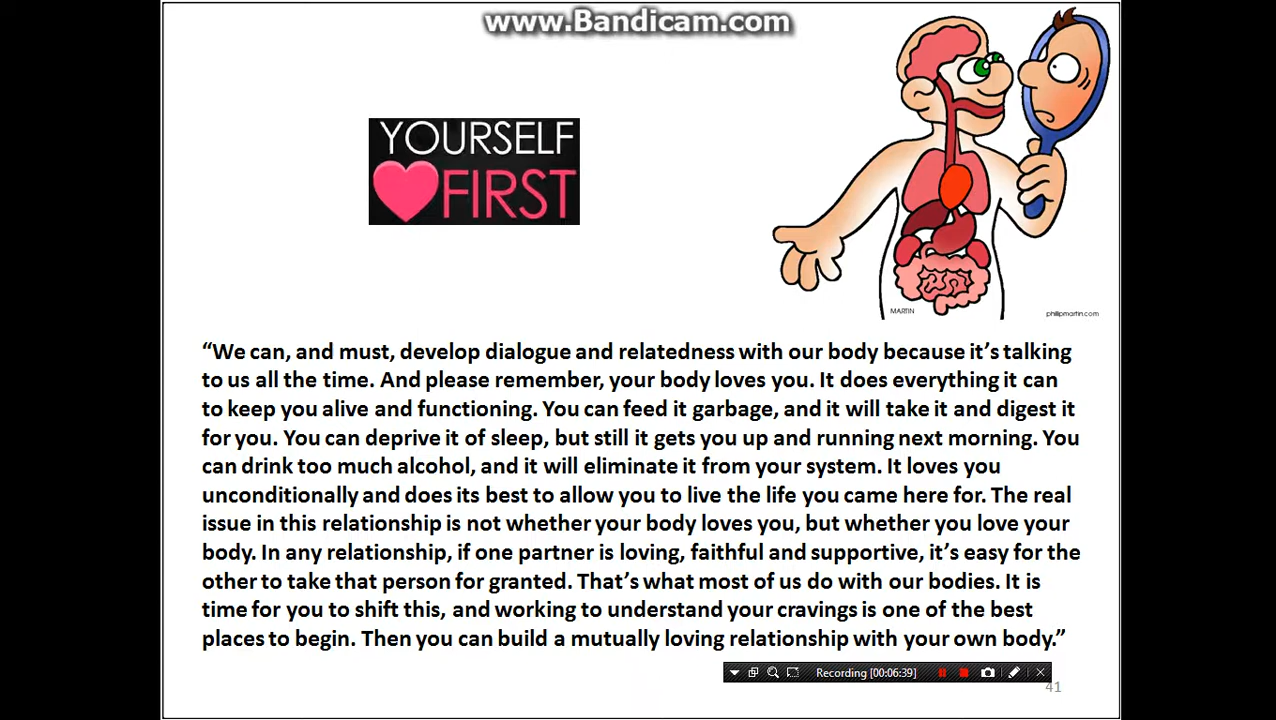 www.Bandicam.com
YOURSELF
FIRST
MARTIN
phillipmartin.com
“We can, and must, develop dialogue and relatedness with our body because it’s talking
to us all the time. And please remember, your body loves you. It does everything it can
to keep you alive and functioning. You can feed it garbage, and it will take it and digest it
for you. You can deprive it of sleep, but still it gets you up and running next morning. You
can drink too much alcohol, and it will eliminate it from your system. It loves you
unconditionally and does its best to allow you to live the life you came here for. The real
issue in this relationship is not whether your body loves you, but whether you love your
body. In any relationship, if one partner is loving, faithful and supportive, it’s easy for the
other to take that person for granted. That’s what most of us do with our bodies. It is
time for you to shift this, and working to understand your cravings is one of the best
places to begin. Then you can build a mutually loving relationship with your own body.”
Recording [00:06:39]
41